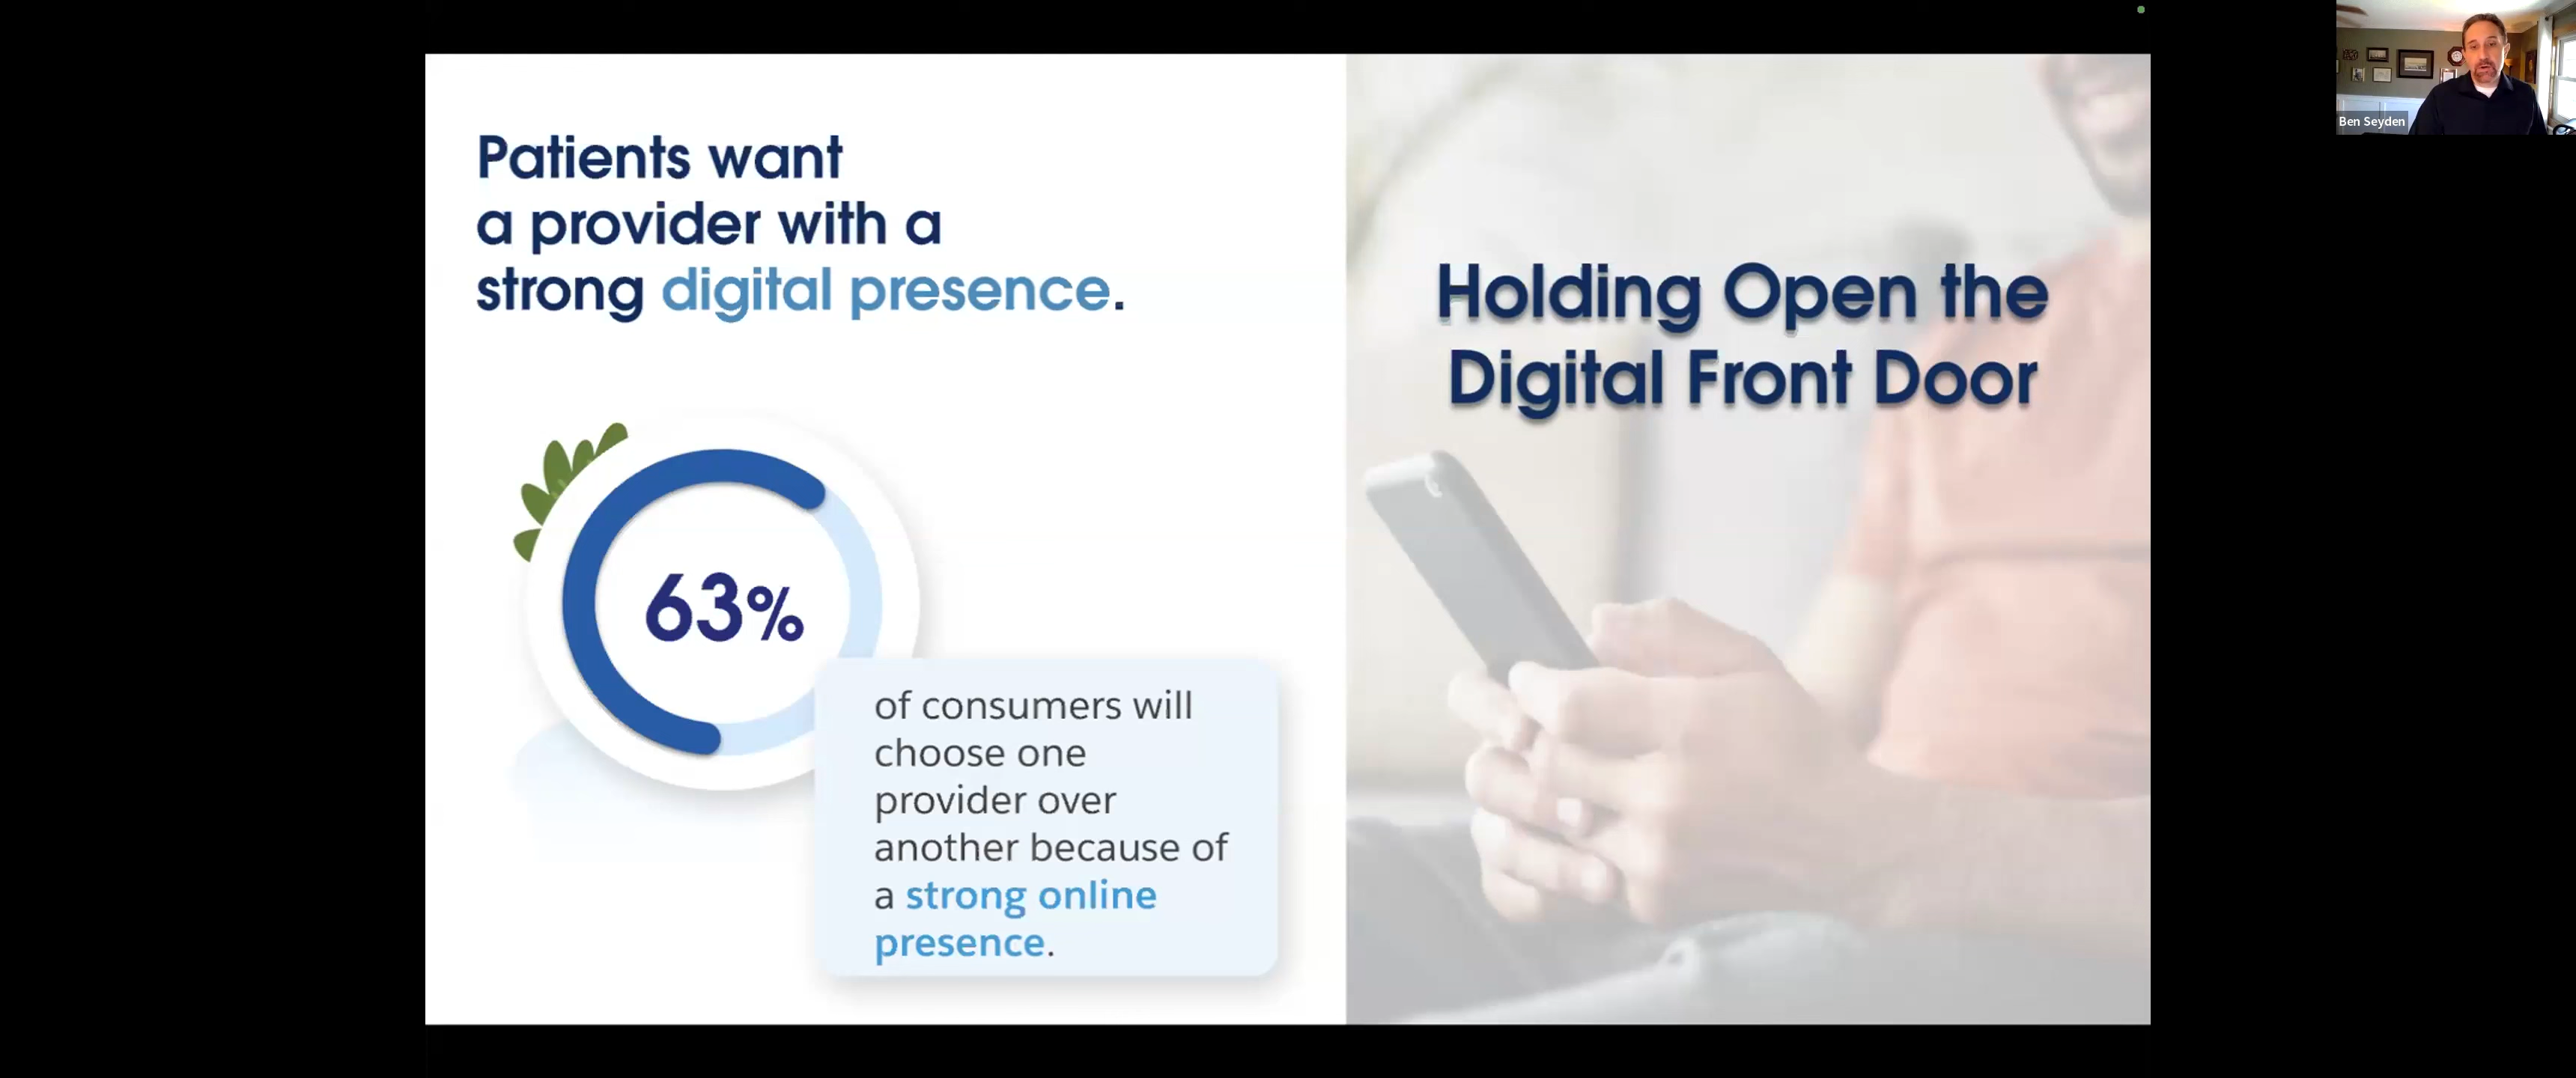 Patients want
a provider with a
strong digital presence.
63%
of consumers will
choose one
provider over
another because of
a strong online
presence.
Holding Open the
Digital Front Door
Ben Seyden